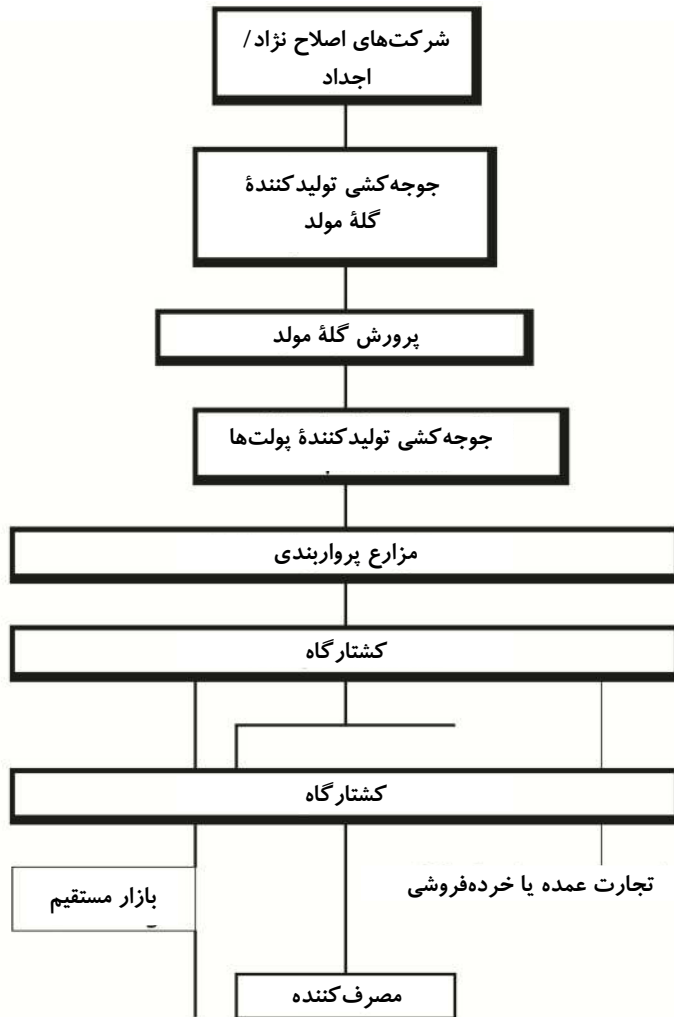 شرکت‌های اصلاح نژاد/
اجداد
جوجه‌کشی تولیدکنندهٔ
گلهٔ مولد
پرورش گلهٔ مولد
جوجه‌کشی تولیدکنندهٔ پولت‌ها
مزارع پرواربندی
کشتارگاه
کشتارگاه
تجارت عمده یا خرده‌فروشی
بازار مستقیم
مصرف‌کننده